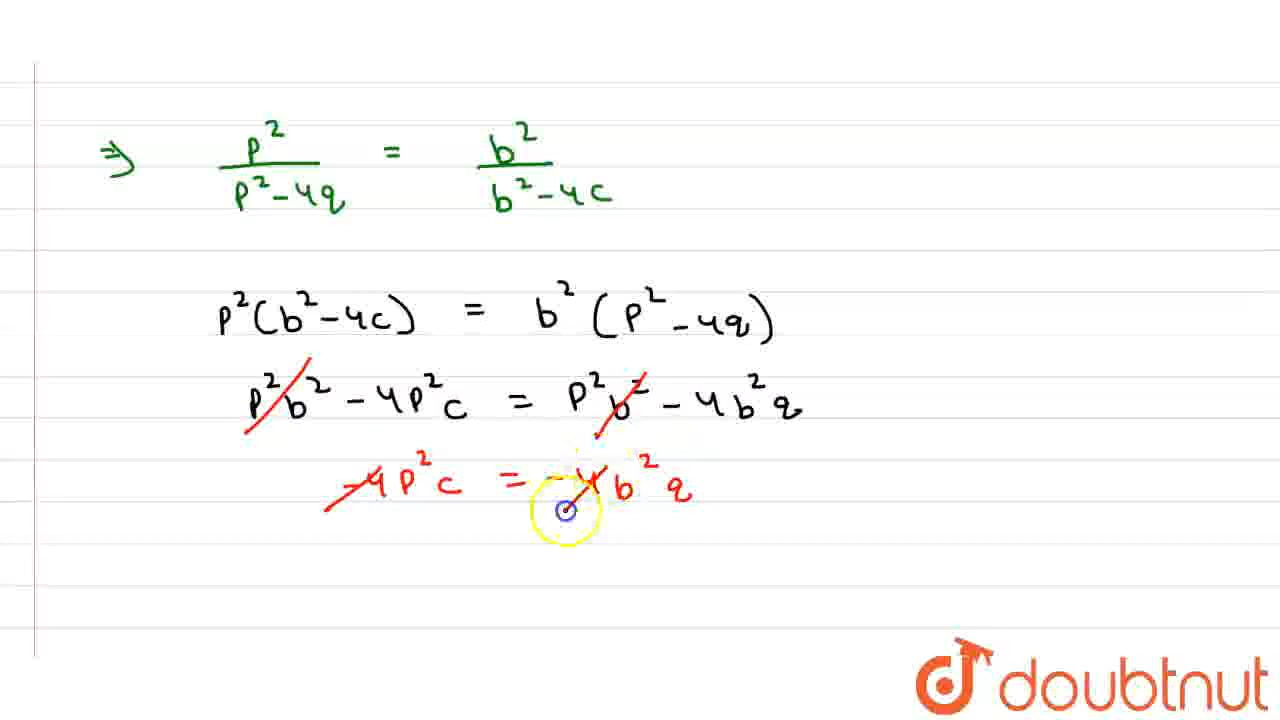 ⇒ p²/(p²-4q) = b²/(b²-4c)
p²(b²-4c) = b²(p²-4q)
p²b² - 4p²c = p²b² - 4b²q
-4p²c = -4b²q
doubtnut